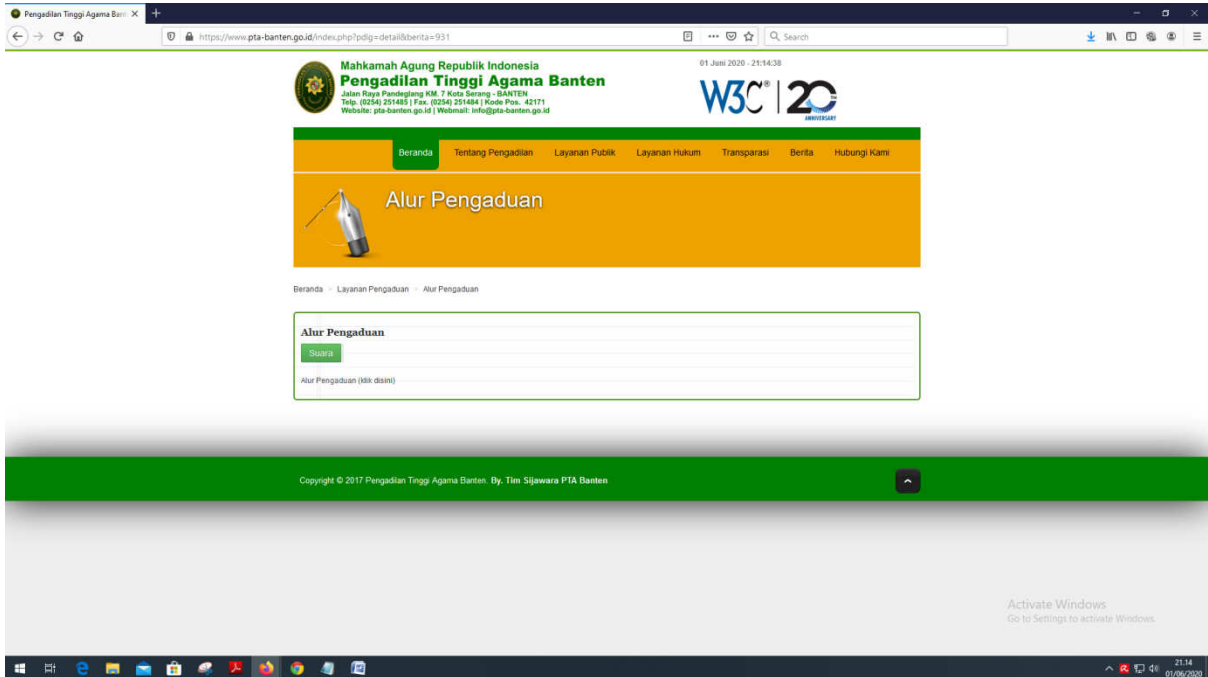 Pengadilan Tinggi Agama Bant
https://www.pta-banten.go.id/index.php?pdig=detail&berita=931
Search
Mahkamah Agung Republik Indonesia
Pengadilan Tinggi Agama Banten
Jalan Raya Pandeglang KM. 7 Kota Serang - BANTEN
Telp. (0254) 251485 | Fax. (0254) 251484 | Kode Pos. 42171
Website: pta-banten.go.id | Webmail: info@pta-banten.go.id
01 Juni 2020 - 21:14:38
W3C® 20
ANNIVERSARY
Beranda Tentang Pengadilan Layanan Publik Layanan Hukum Transparasi Berita Hubungi Kami
Alur Pengaduan
Beranda Layanan Pengaduan Alur Pengaduan
Alur Pengaduan
Suara
Alur Pengaduan (klik disini)
Copyright © 2017 Pengadilan Tinggi Agama Banten. By. Tim Sijawara PTA Banten
Activate Windows
Go to Settings to activate Windows.
21.14
01/06/2020